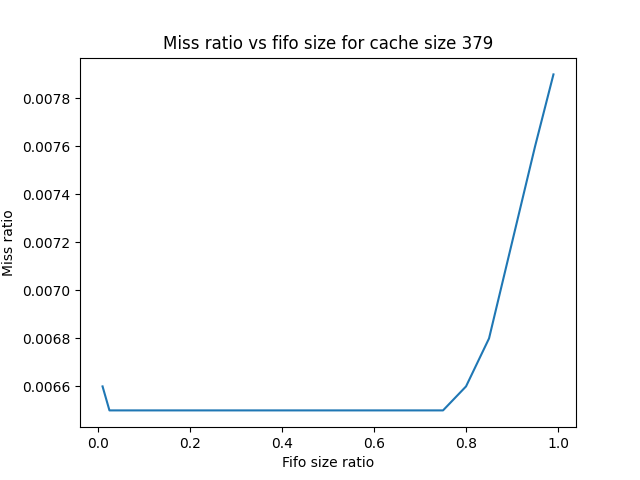 Miss ratio vs fifo size for cache size 379
Miss ratio
0.0078
0.0076
0.0074
0.0072
0.0070
0.0068
0.0066
0.0 0.2 0.4 0.6 0.8 1.0
Fifo size ratio